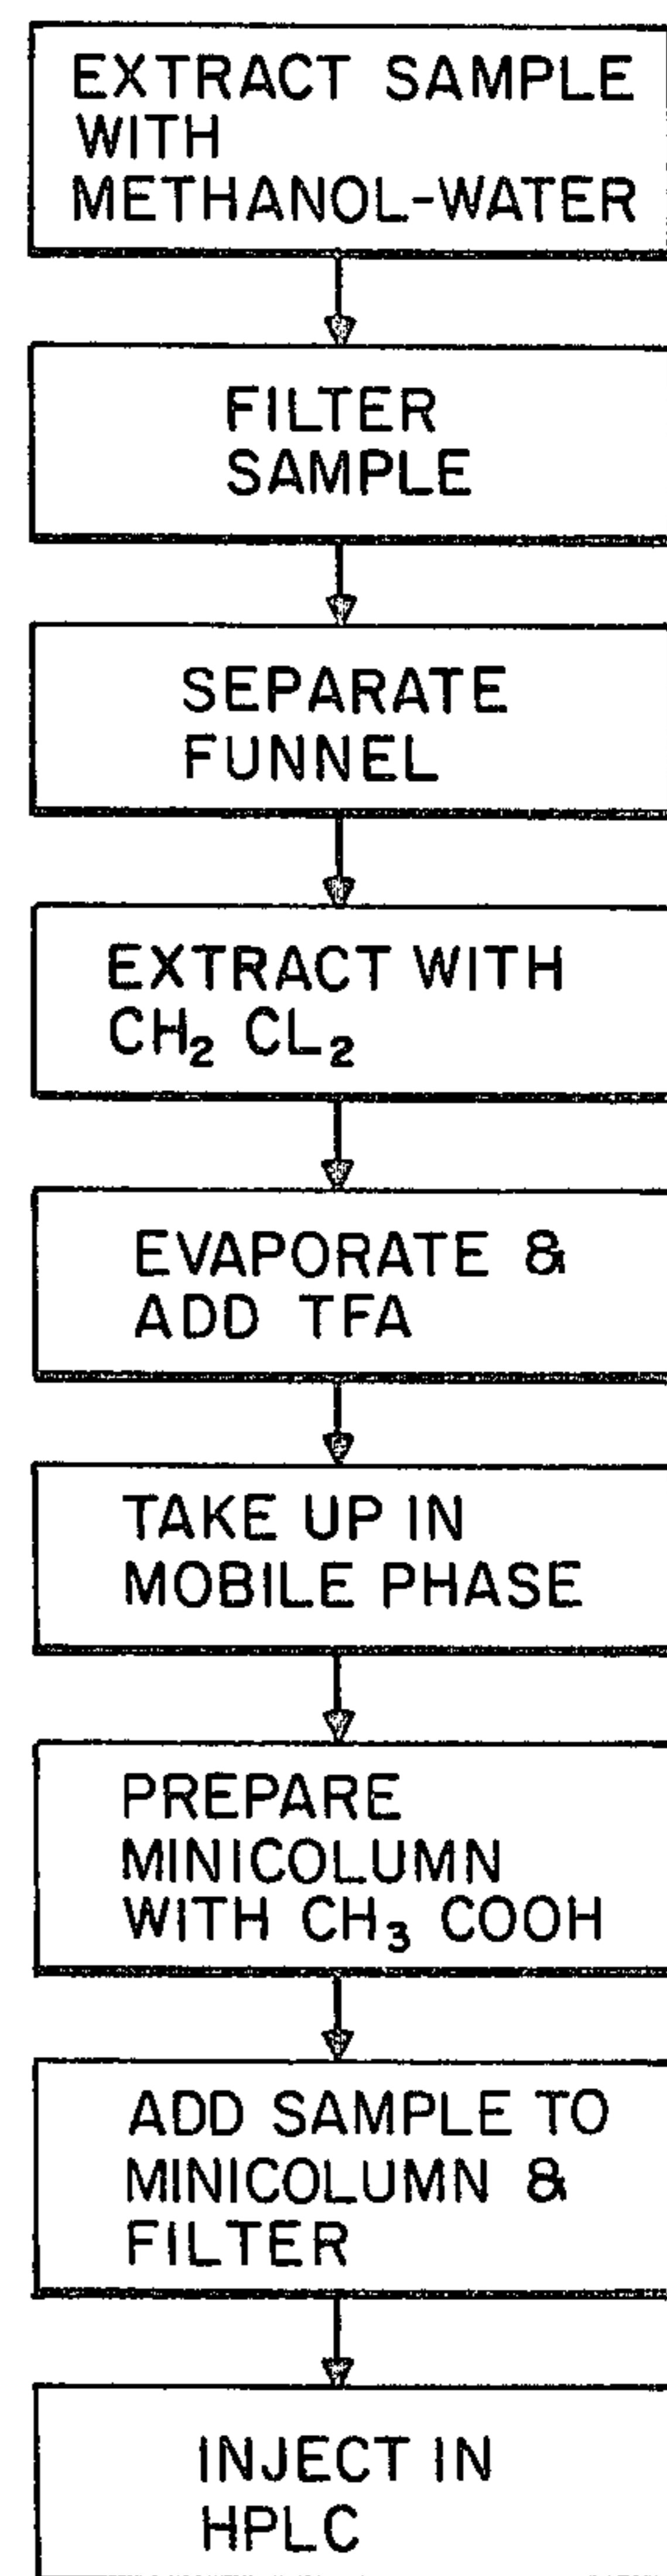 EXTRACT SAMPLE
WITH
METHANOL-WATER
FILTER
SAMPLE
SEPARATE
FUNNEL
EXTRACT WITH
CH₂ CL₂
EVAPORATE &
ADD TFA
TAKE UP IN
MOBILE PHASE
PREPARE
MINICOLUMN
WITH CH₃ COOH
ADD SAMPLE TO
MINICOLUMN &
FILTER
INJECT IN
HPLC